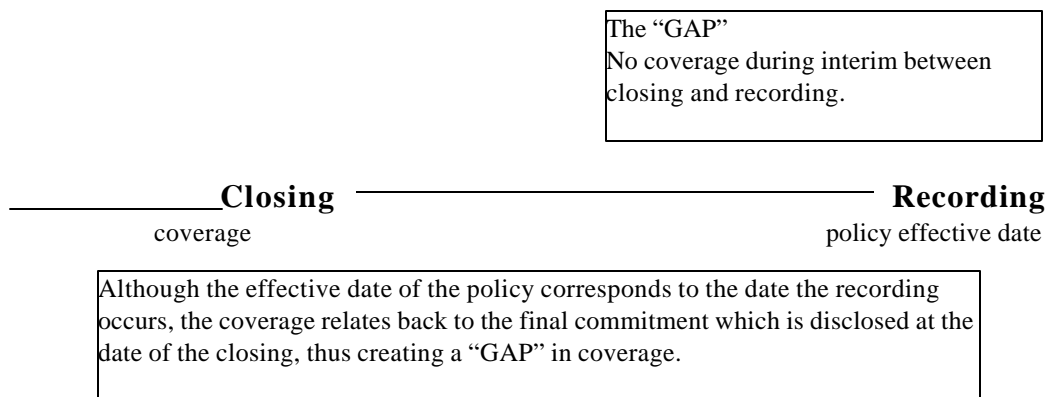 The “GAP”
No coverage during interim between
closing and recording.
Closing Recording
coverage policy effective date
Although the effective date of the policy corresponds to the date the recording
occurs, the coverage relates back to the final commitment which is disclosed at the
date of the closing, thus creating a “GAP” in coverage.